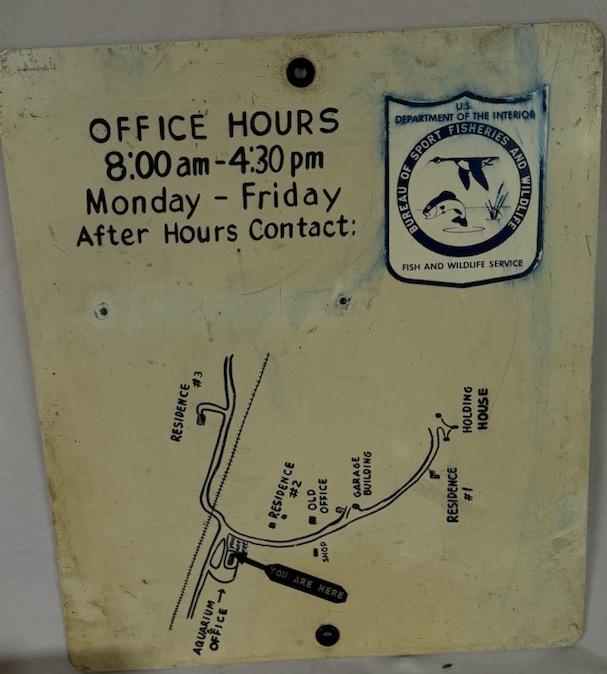 OFFICE HOURS
8:00 am - 4:30 pm
Monday - Friday
After Hours Contact:
U.S.
DEPARTMENT OF THE INTERIOR
BUREAU OF SPORT FISHERIES AND WILDLIFE
FISH AND WILDLIFE SERVICE
RESIDENCE
#3
HOLDING
HOUSE
RESIDENCE
#1
GARAGE
BUILDING
RESIDENCE
#2
OLD
OFFICE
SHOP
YOU ARE HERE
AQUARIUM
OFFICE